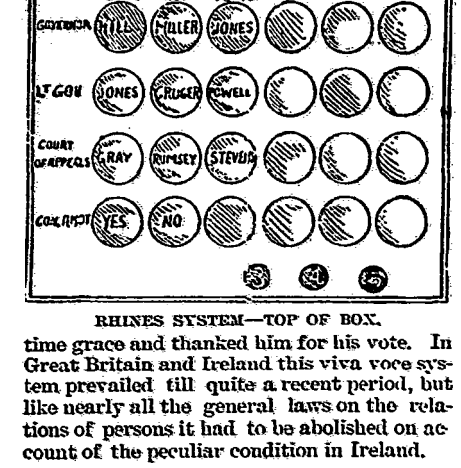 GOVERNOR HILL MILLER JONES
LT GOV JONES CRUGER POWELL
COURT OF APPEALS GRAY RUMSEY
YES NO
3 4 5
RHINES SYSTEM—TOP OF BOX.
time grace and thanked him for his vote. In
Great Britain and Ireland this viva voce sys-
tem prevailed till quite a recent period, but
like nearly all the general laws on the rela-
tions of persons it had to be abolished on ac-
count of the peculiar condition in Ireland.